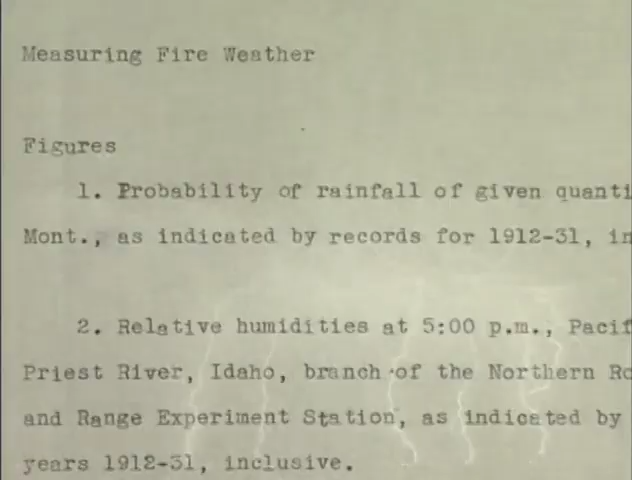 Measuring Fire Weather
Figures
1. Probability of rainfall of given quanti
Mont., as indicated by records for 1912-31, in
2. Relative humidities at 5:00 p.m., Pacif
Priest River, Idaho, branch of the Northern Ro
and Range Experiment Station, as indicated by
years 1912-31, inclusive.